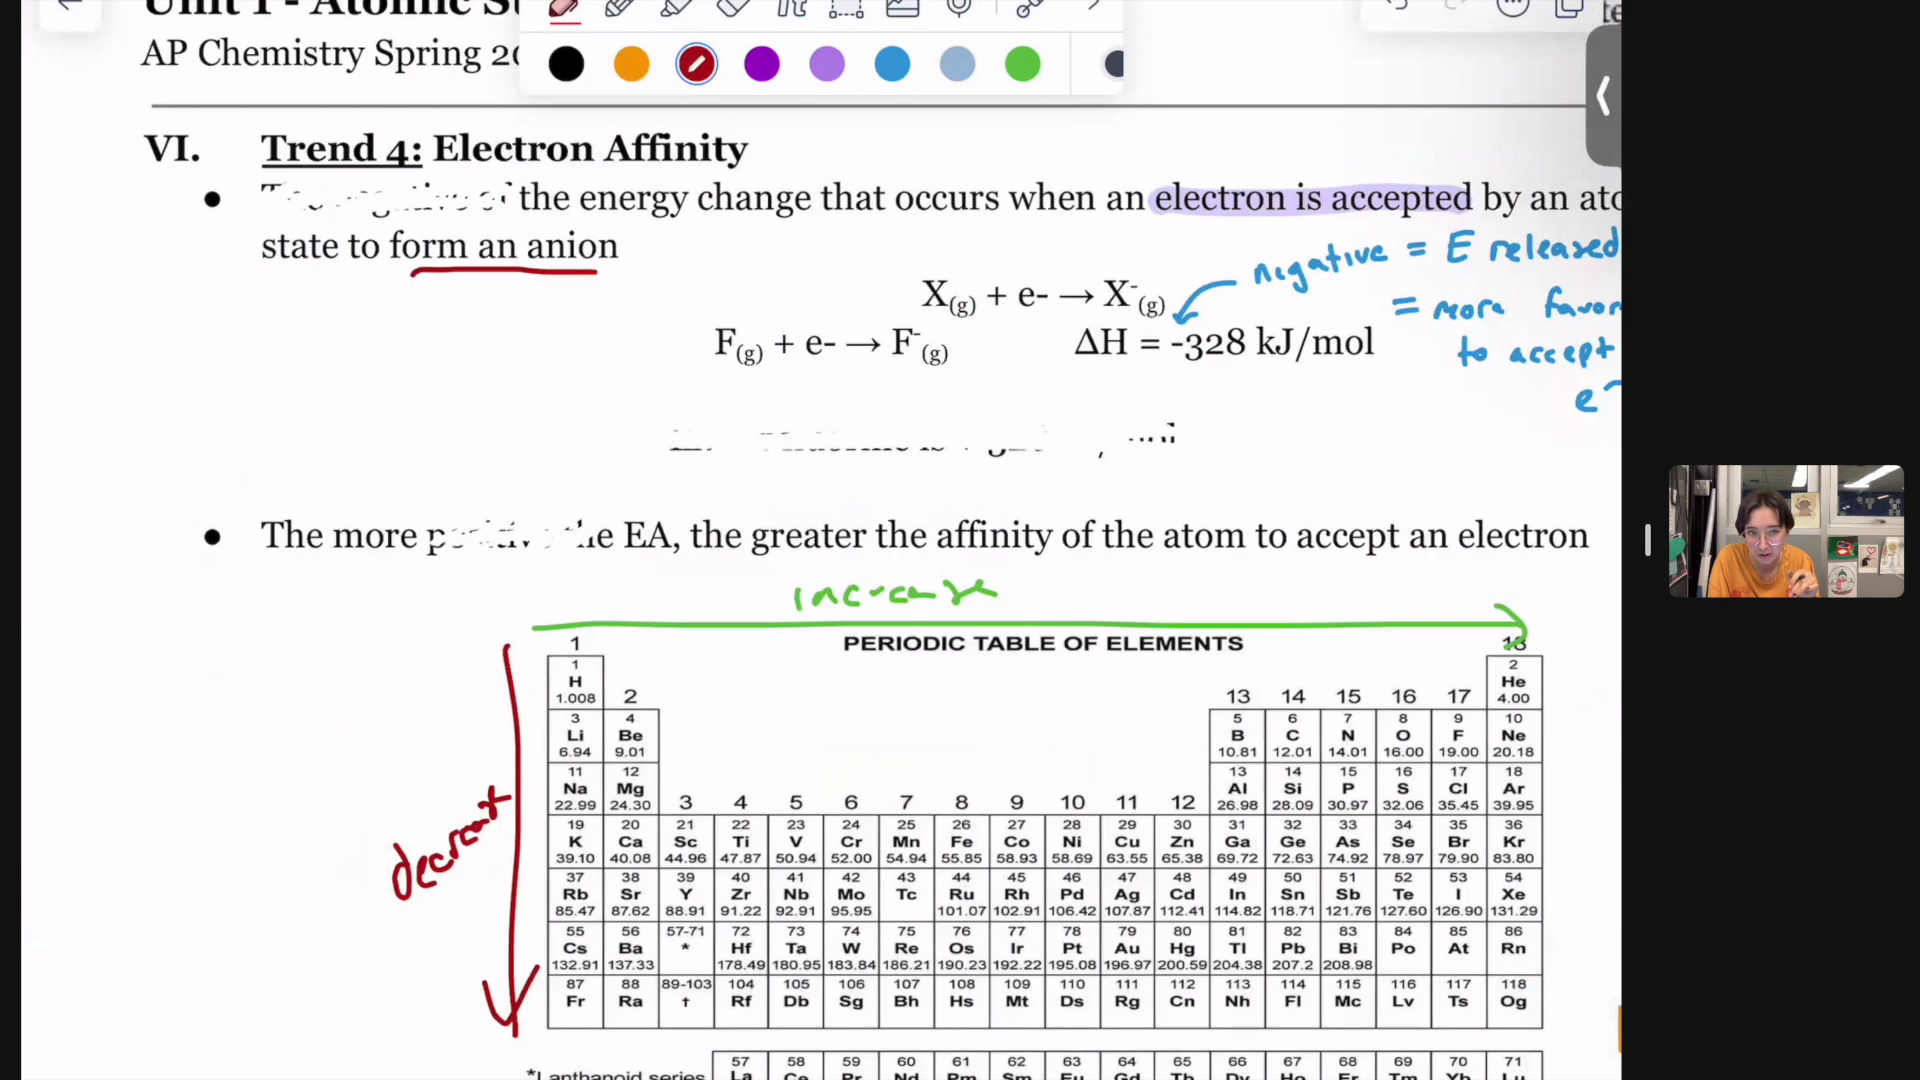 AP Chemistry Spring
VI. Trend 4: Electron Affinity
● the energy change that occurs when an electron is accepted by an
state to form an anion
negative = E released
X(g) + e- → X-(g)
= more
F(g) + e- → F-(g) ΔH = -328 kJ/mol
to accept
e-
● The more the EA, the greater the affinity of the atom to accept an electron
increase
PERIODIC TABLE OF ELEMENTS
1 18
1 2
H He
1.008 2 13 14 15 16 17 4.00
3 4 5 6 7 8 9 10
Li Be B C N O F Ne
6.94 9.01 10.81 12.01 14.01 16.00 19.00 20.18
11 12 13 14 15 16 17 18
Na Mg Al Si P S Cl Ar
22.99 24.30 3 4 5 6 7 8 9 10 11 12 26.98 28.09 30.97 32.06 35.45 39.95
19 20 21 22 23 24 25 26 27 28 29 30 31 32 33 34 35 36
K Ca Sc Ti V Cr Mn Fe Co Ni Cu Zn Ga Ge As Se Br Kr
39.10 40.08 44.96 47.87 50.94 52.00 54.94 55.85 58.93 58.69 63.55 65.38 69.72 72.63 74.92 78.97 79.90 83.80
37 38 39 40 41 42 43 44 45 46 47 48 49 50 51 52 53 54
Rb Sr Y Zr Nb Mo Tc Ru Rh Pd Ag Cd In Sn Sb Te I Xe
85.47 87.62 88.91 91.22 92.91 95.95 101.07 102.91 106.42 107.87 112.41 114.82 118.71 121.76 127.60 126.90 131.29
55 56 57-71 72 73 74 75 76 77 78 79 80 81 82 83 84 85 86
Cs Ba * Hf Ta W Re Os Ir Pt Au Hg Tl Pb Bi Po At Rn
132.91 137.33 178.49 180.95 183.84 186.21 190.23 192.22 195.08 196.97 200.59 204.38 207.2 208.98
87 88 89-103 104 105 106 107 108 109 110 111 112 113 114 115 116 117 118
Fr Ra † Rf Db Sg Bh Hs Mt Ds Rg Cn Nh Fl Mc Lv Ts Og
57 58 59 60 61 62 63 64 65 66 67 68 69 70 71
*Lanthanoid series La Ce Pr Nd Pm Sm Eu Gd Tb Dy Ho Er Tm Yb Lu